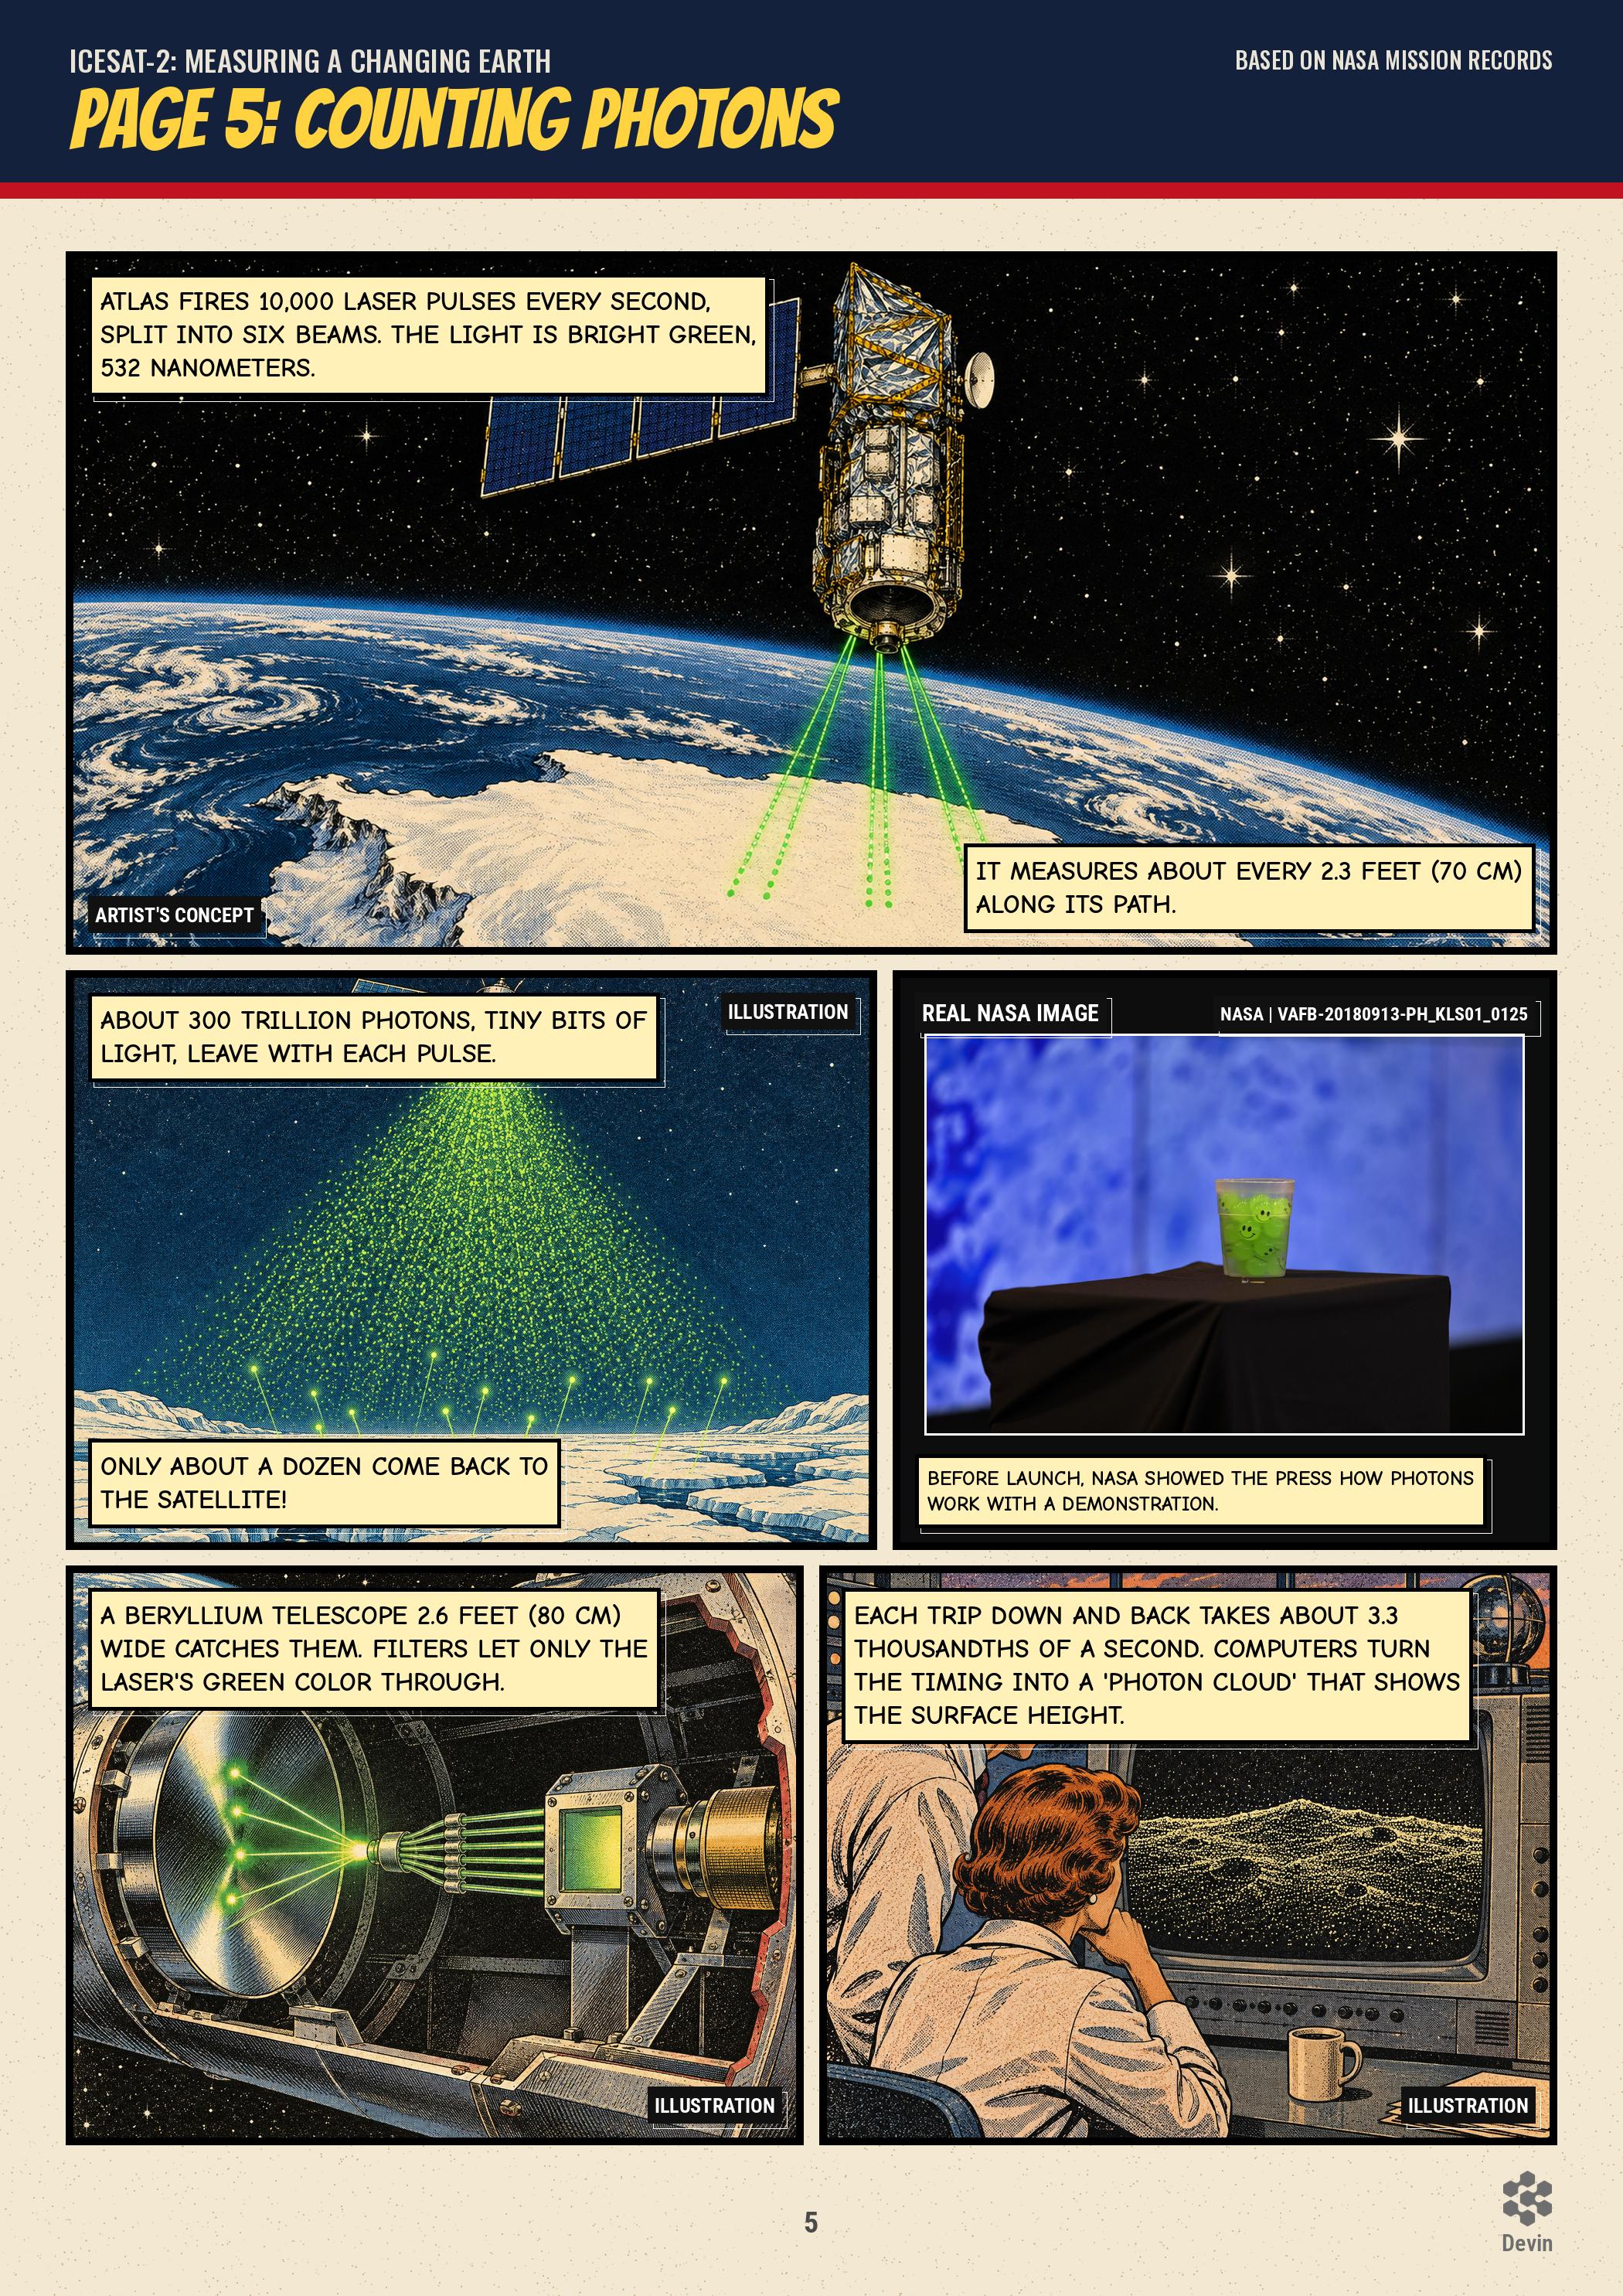 ICESAT-2: MEASURING A CHANGING EARTH
BASED ON NASA MISSION RECORDS
PAGE 5: COUNTING PHOTONS
ATLAS FIRES 10,000 LASER PULSES EVERY SECOND,
SPLIT INTO SIX BEAMS. THE LIGHT IS BRIGHT GREEN,
532 NANOMETERS.
IT MEASURES ABOUT EVERY 2.3 FEET (70 CM)
ALONG ITS PATH.
ARTIST'S CONCEPT
ABOUT 300 TRILLION PHOTONS, TINY BITS OF
LIGHT, LEAVE WITH EACH PULSE.
ILLUSTRATION
ONLY ABOUT A DOZEN COME BACK TO
THE SATELLITE!
REAL NASA IMAGE
NASA | VAFB-20180913-PH_KLS01_0125
BEFORE LAUNCH, NASA SHOWED THE PRESS HOW PHOTONS
WORK WITH A DEMONSTRATION.
A BERYLLIUM TELESCOPE 2.6 FEET (80 CM)
WIDE CATCHES THEM. FILTERS LET ONLY THE
LASER'S GREEN COLOR THROUGH.
ILLUSTRATION
EACH TRIP DOWN AND BACK TAKES ABOUT 3.3
THOUSANDTHS OF A SECOND. COMPUTERS TURN
THE TIMING INTO A 'PHOTON CLOUD' THAT SHOWS
THE SURFACE HEIGHT.
ILLUSTRATION
5
Devin